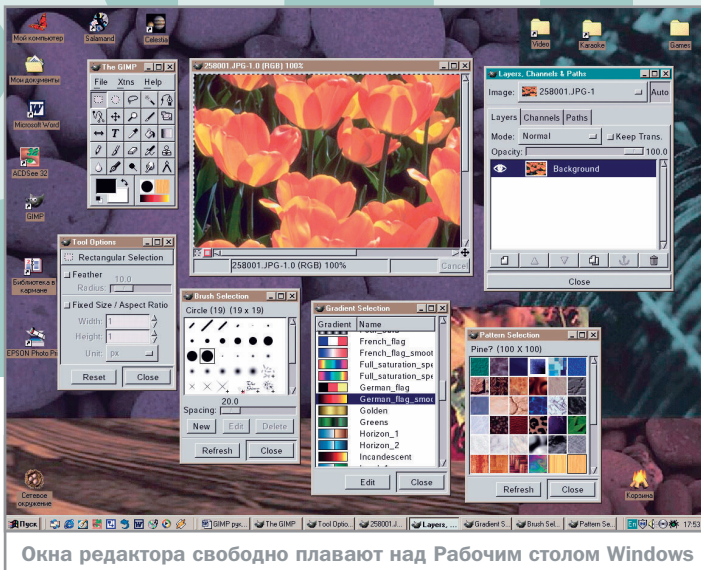 Мой компьютер
Salamand
Celestia
Video
Karaoke
Games
Мои документы
Microsoft Word
ACDSee 32
GIMP
Библиотека в кармане
EPSON Photo Pri
Сетевое окружение
Корзина
The GIMP
File Xtns Help
258001.JPG-1.0 (RGB) 100%
258001.JPG-1.0 (RGB) 100%
Cancel
Layers, Channels & Paths
Image: 258001.JPG-1 Auto
Layers Channels Paths
Mode: Normal Keep Trans.
Opacity: 100.0
Background
Close
Tool Options
Rectangular Selection
Feather
Radius: 10.0
Fixed Size / Aspect Ratio
Width: 1
Height: 1
Unit: px
Reset Close
Brush Selection
Circle (19) (19 x 19)
20.0
Spacing:
New Edit Delete
Refresh Close
Gradient Selection
Gradient Name
French_flag
French_flag_smoot
Full_saturation_spe
Full_saturation_spe
German_flag
German_flag_smoo
Golden
Greens
Horizon_1
Horizon_2
Incandescent
Edit Close
Pattern Selection
Pine? (100 X 100)
Refresh Close
Пуск
GIMP рук...
The GIMP
Tool Optio...
258001.J...
Layers, ...
Gradient S...
Brush Sel...
Pattern Se...
En
17:53
Окна редактора свободно плавают над Рабочим столом Windows